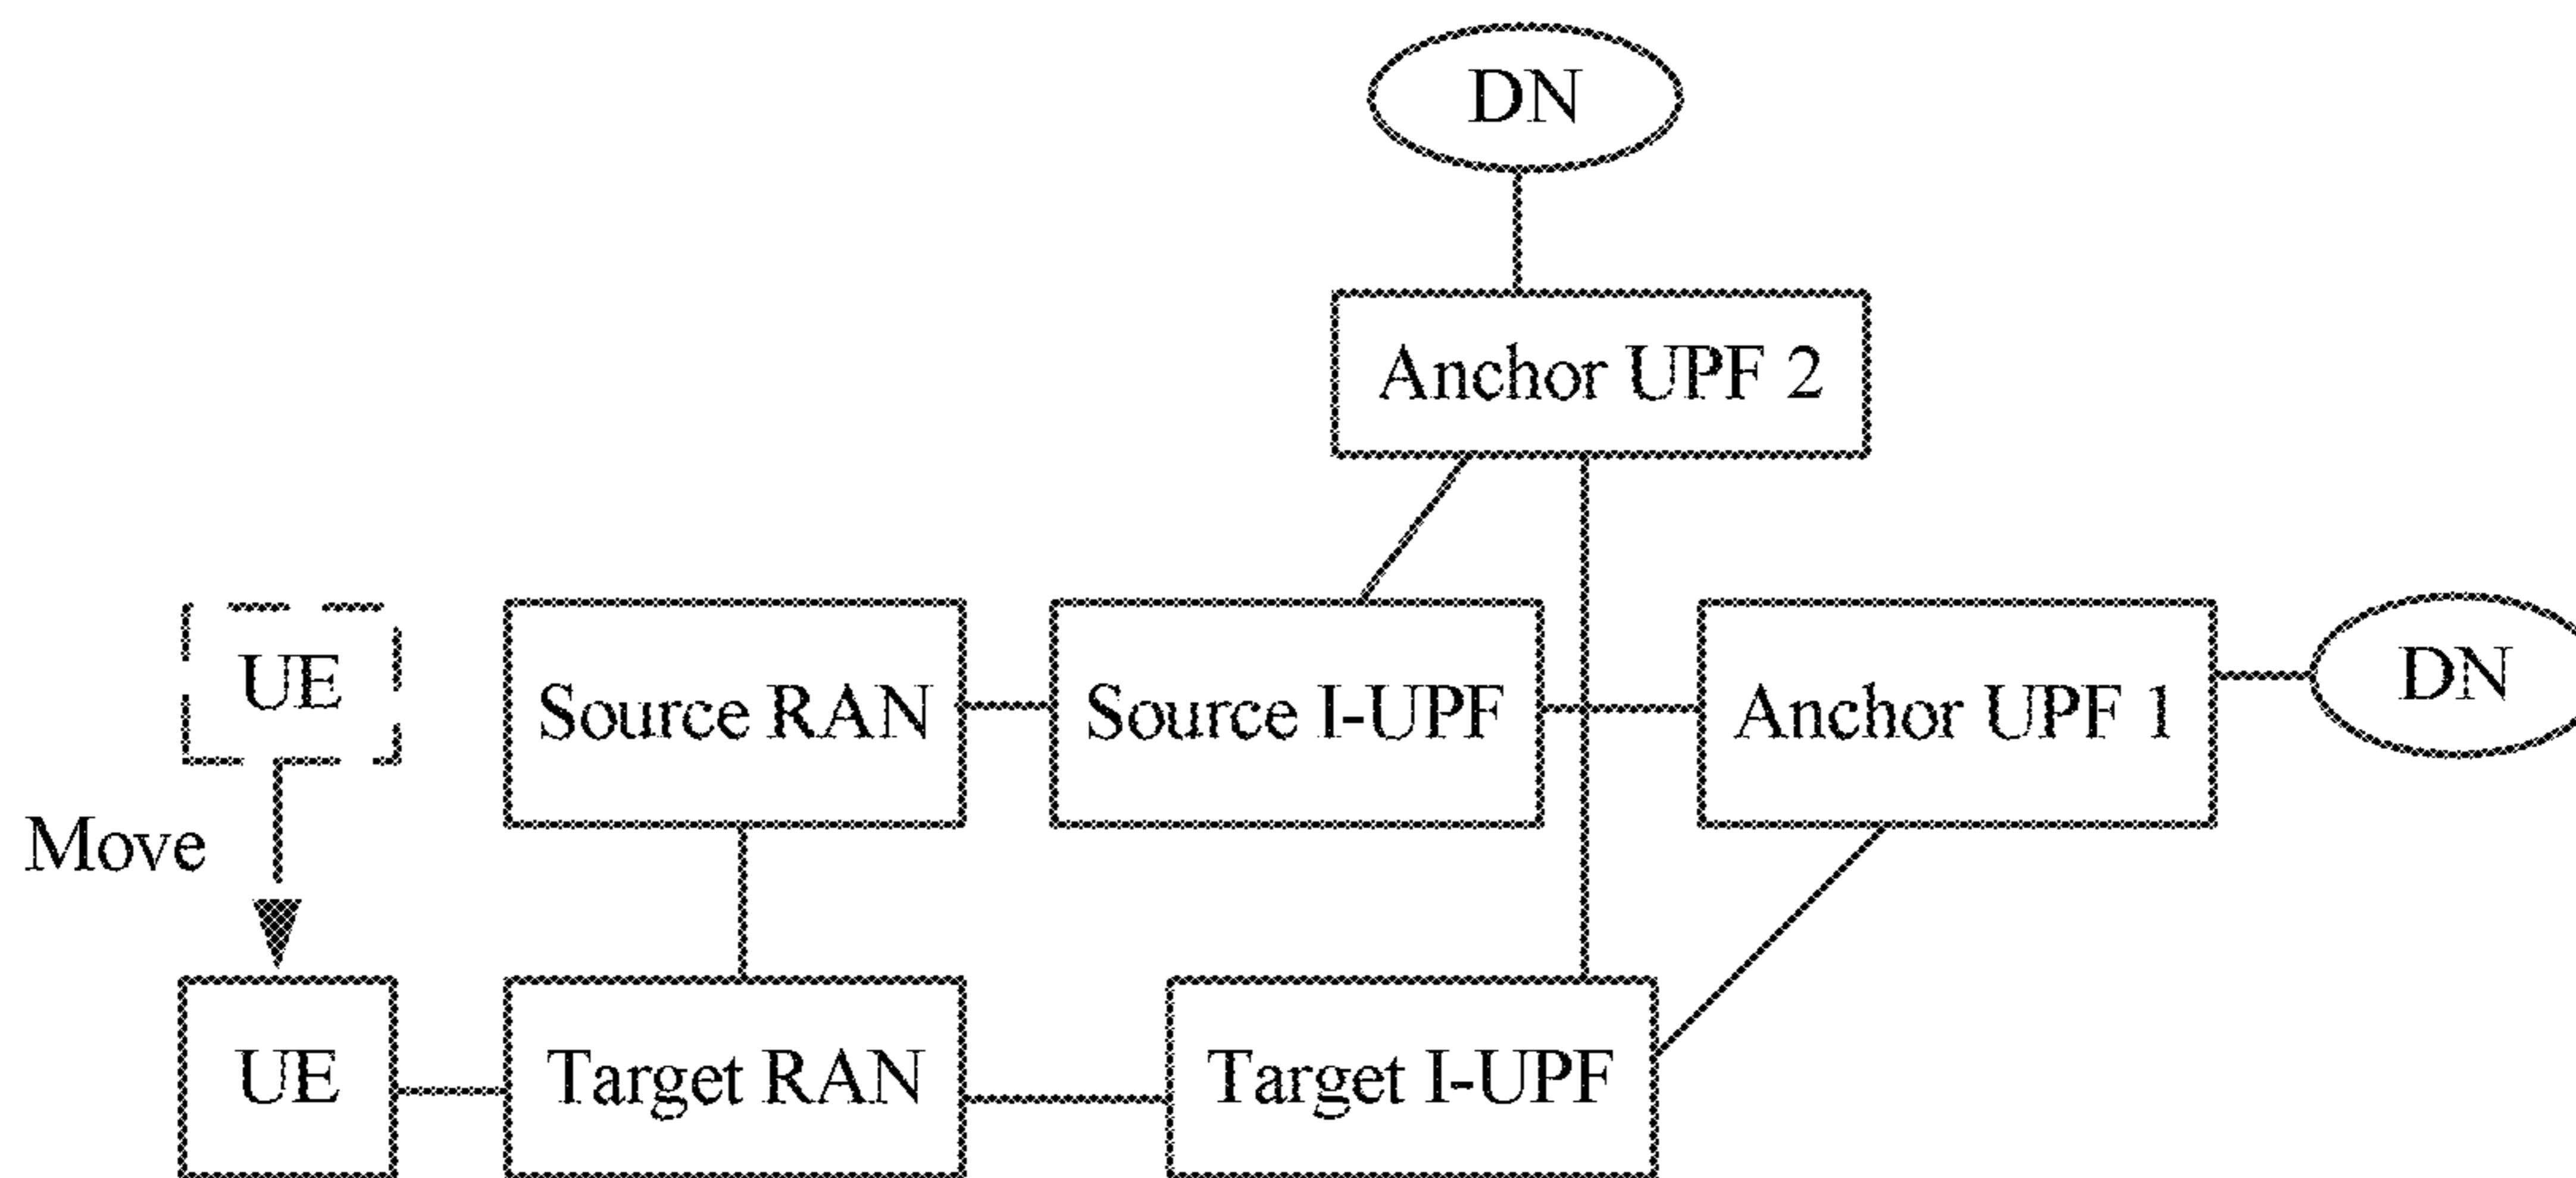 DN
Anchor UPF 2
UE
Source RAN
Source I-UPF
Anchor UPF 1
DN
Move
UE
Target RAN
Target I-UPF